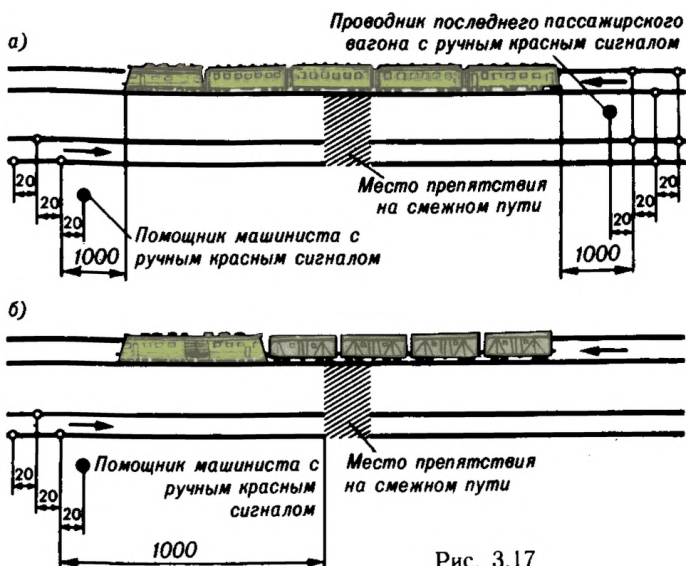 Проводник последнего пассажирского
вагона с ручным красным сигналом
а)
Место препятствия
на смежном пути
20
20
20
Помощник машиниста с
ручным красным сигналом
1000
20
20
20
1000
б)
Помощник машиниста с
ручным красным
сигналом
Место препятствия
на смежном пути
20
20
20
1000
Рис. 3.17